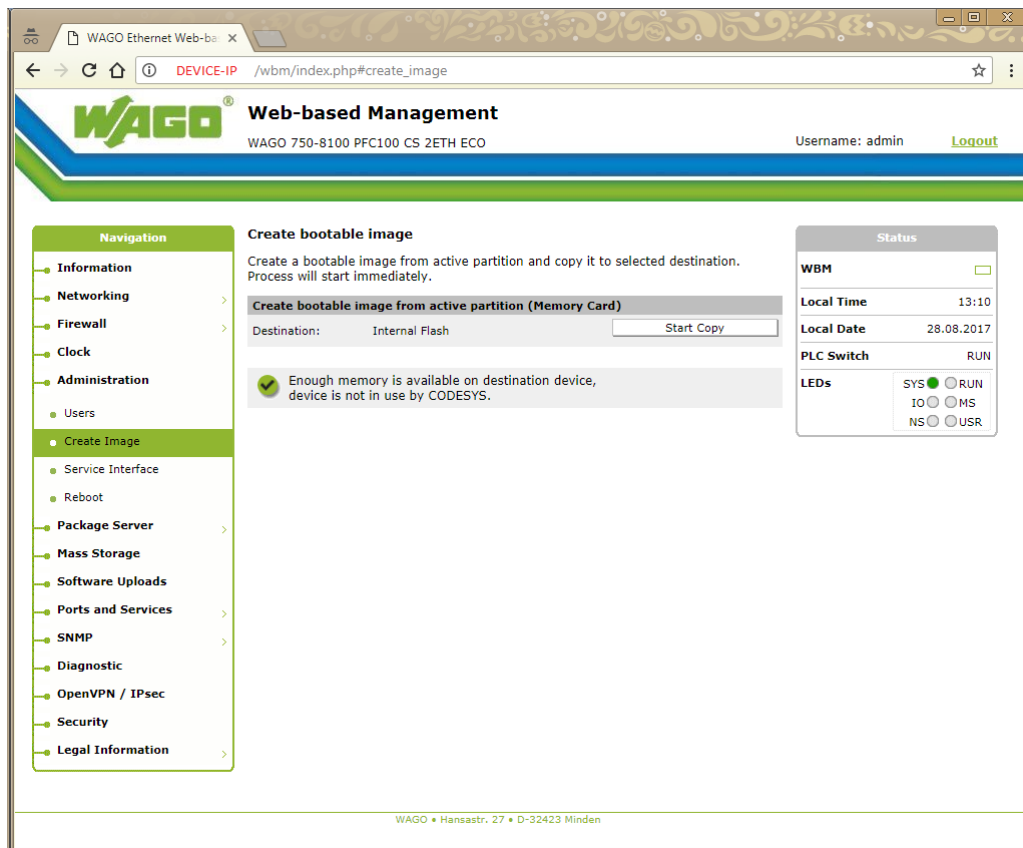 WAGO Ethernet Web-ba
DEVICE-IP /wbm/index.php#create_image
WAGO®
Web-based Management
WAGO 750-8100 PFC100 CS 2ETH ECO
Username: admin
Logout
Navigation
Information
Networking
Firewall
Clock
Administration
Users
Create Image
Service Interface
Reboot
Package Server
Mass Storage
Software Uploads
Ports and Services
SNMP
Diagnostic
OpenVPN / IPsec
Security
Legal Information
Create bootable image
Create a bootable image from active partition and copy it to selected destination.
Process will start immediately.
Create bootable image from active partition (Memory Card)
Destination: Internal Flash Start Copy
Enough memory is available on destination device,
device is not in use by CODESYS.
Status
WBM
Local Time 13:10
Local Date 28.08.2017
PLC Switch RUN
LEDs SYS RUN
IO MS
NS USR
WAGO • Hansastr. 27 • D-32423 Minden